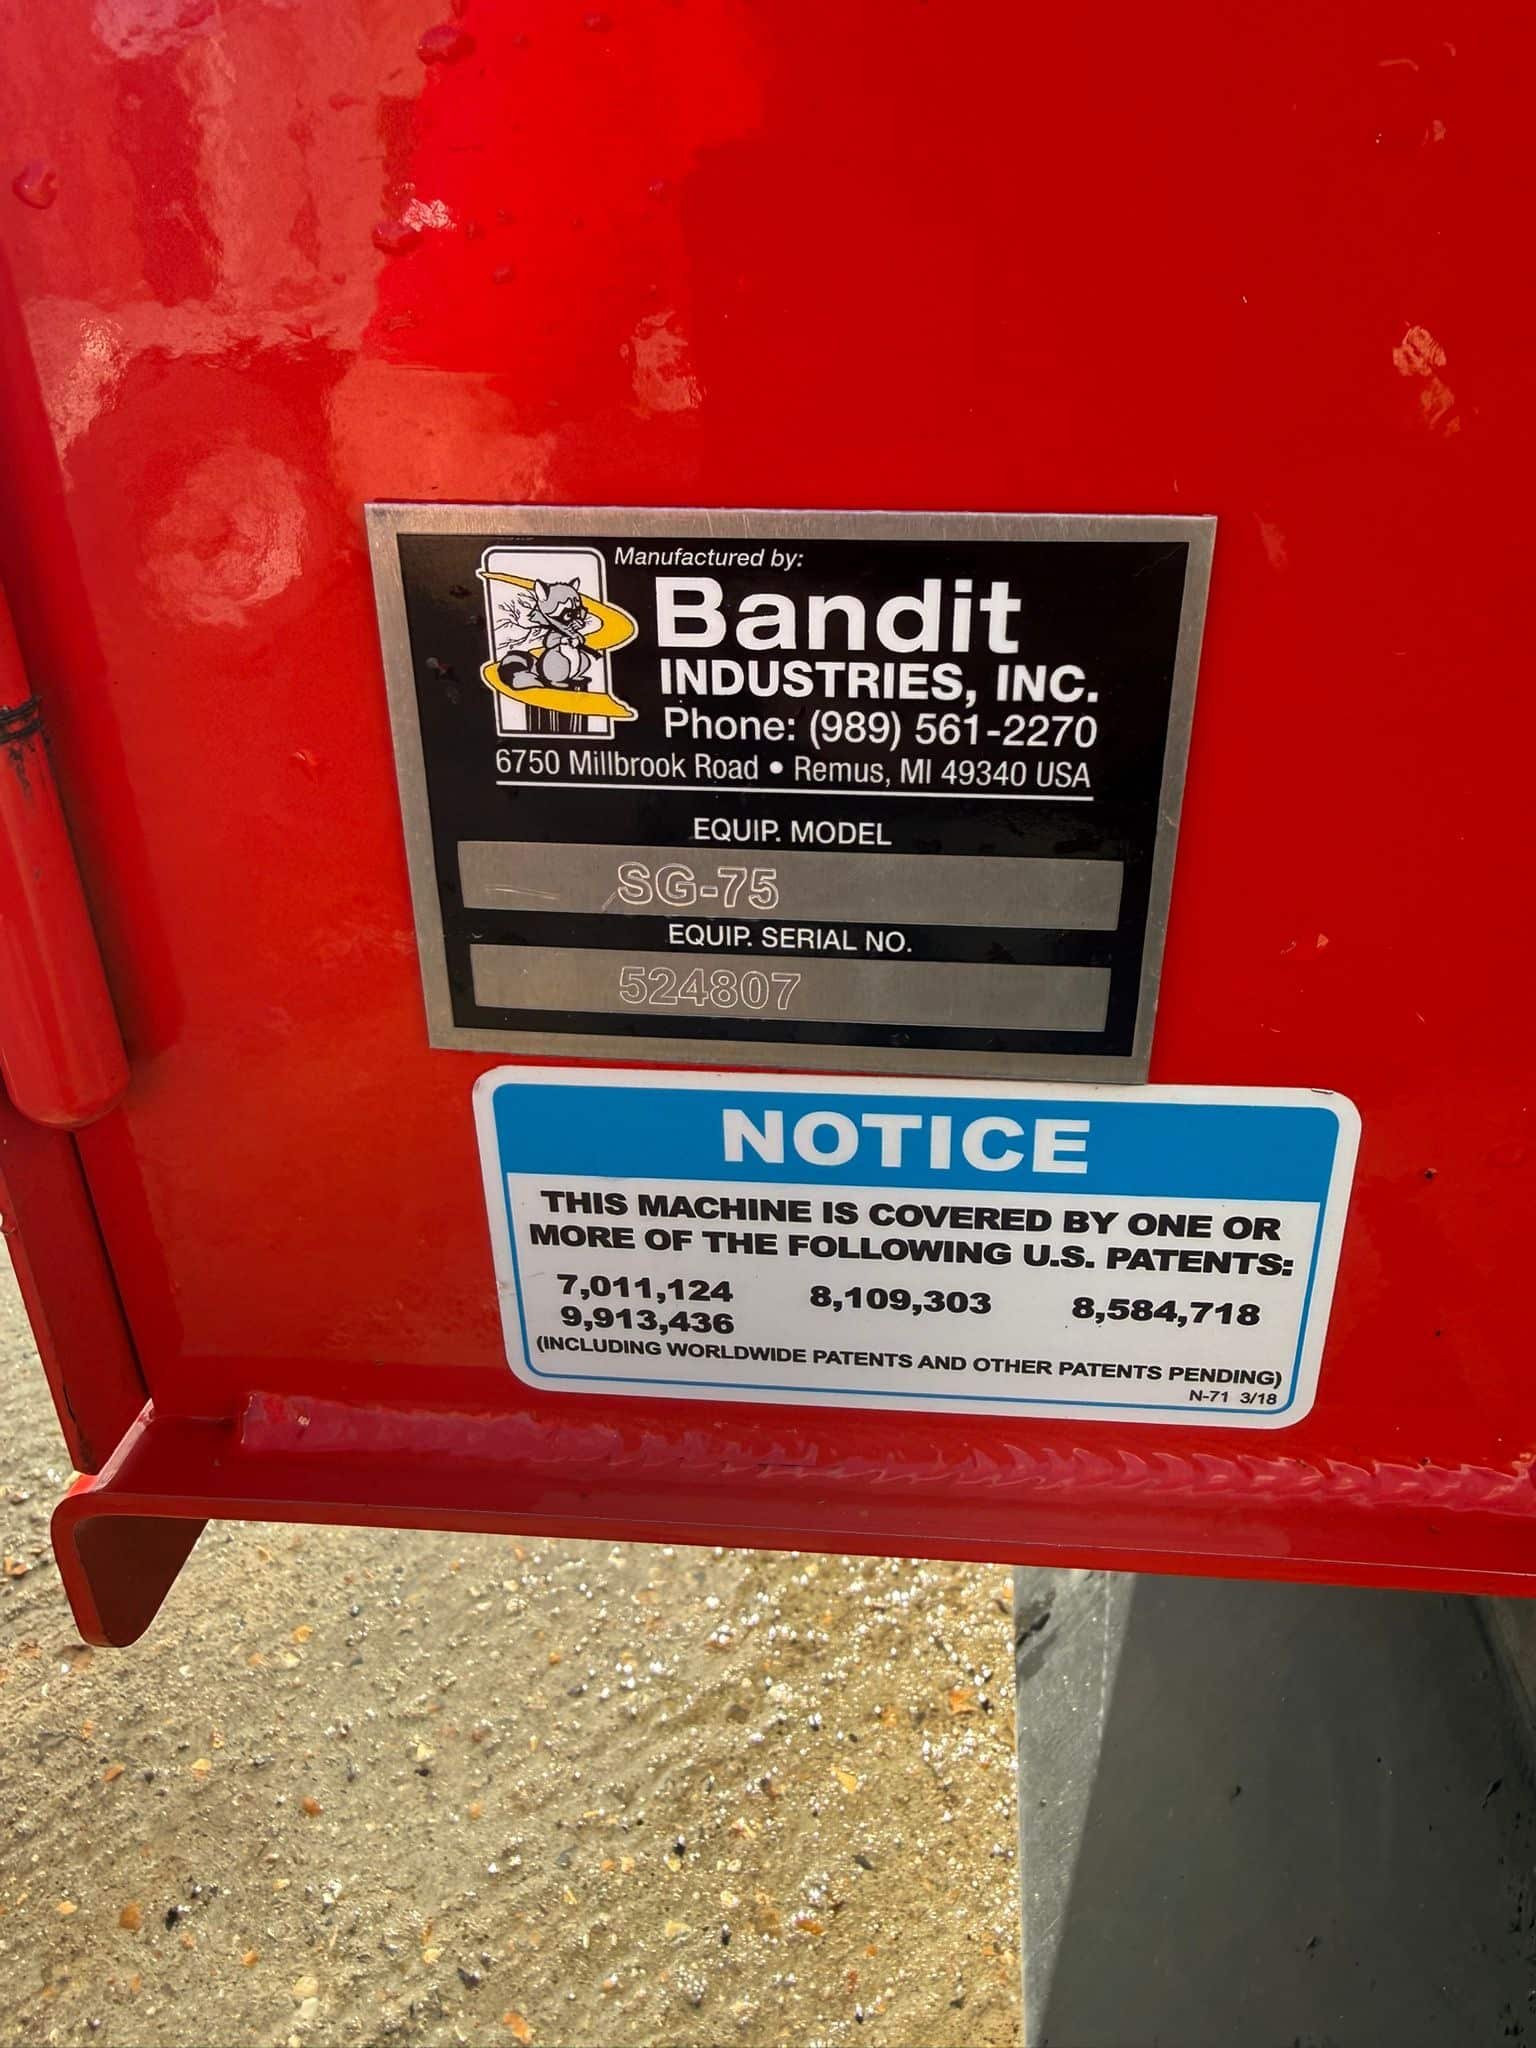 Manufactured by:
Bandit
INDUSTRIES, INC.
Phone: (989) 561-2270
6750 Millbrook Road • Remus, MI 49340 USA
EQUIP. MODEL
SG-75
EQUIP. SERIAL NO.
524807
NOTICE
THIS MACHINE IS COVERED BY ONE OR
MORE OF THE FOLLOWING U.S. PATENTS:
7,011,124 8,109,303 8,584,718
9,913,436
(INCLUDING WORLDWIDE PATENTS AND OTHER PATENTS PENDING)
N-71 3/18